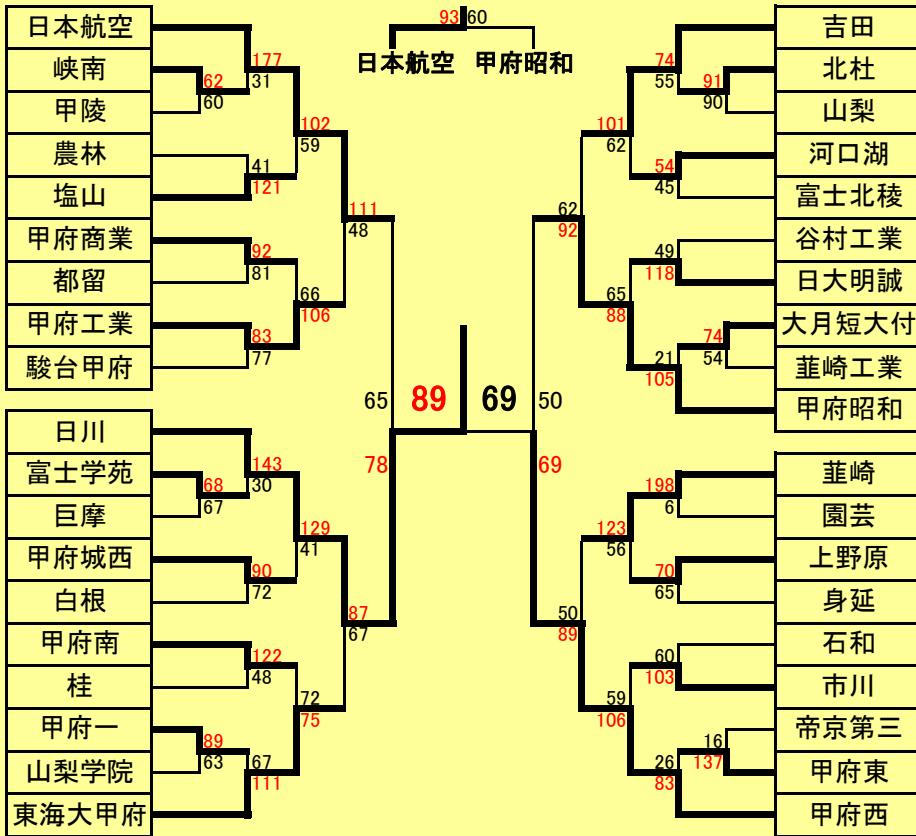 93 60
日本航空 甲府昭和
日本航空
峡南
甲陵
農林
塩山
甲府商業
都留
甲府工業
駿台甲府
177
31
62
60
102
59
41
121
111
48
92
81
66
106
83
77
日川
富士学苑
巨摩
甲府城西
白根
甲府南
桂
甲府一
山梨学院
東海大甲府
143
30
68
67
129
41
90
72
87
67
122
48
72
75
89
63
67
111
65
78
89 69
50
69
吉田
北杜
山梨
河口湖
富士北稜
谷村工業
日大明誠
大月短大付
韮崎工業
甲府昭和
74
55
91
90
101
62
54
45
62
92
49
118
65
88
74
54
21
105
韮崎
園芸
上野原
身延
石和
市川
帝京第三
甲府東
甲府西
198
6
123
56
70
65
50
89
60
103
59
106
16
137
26
83